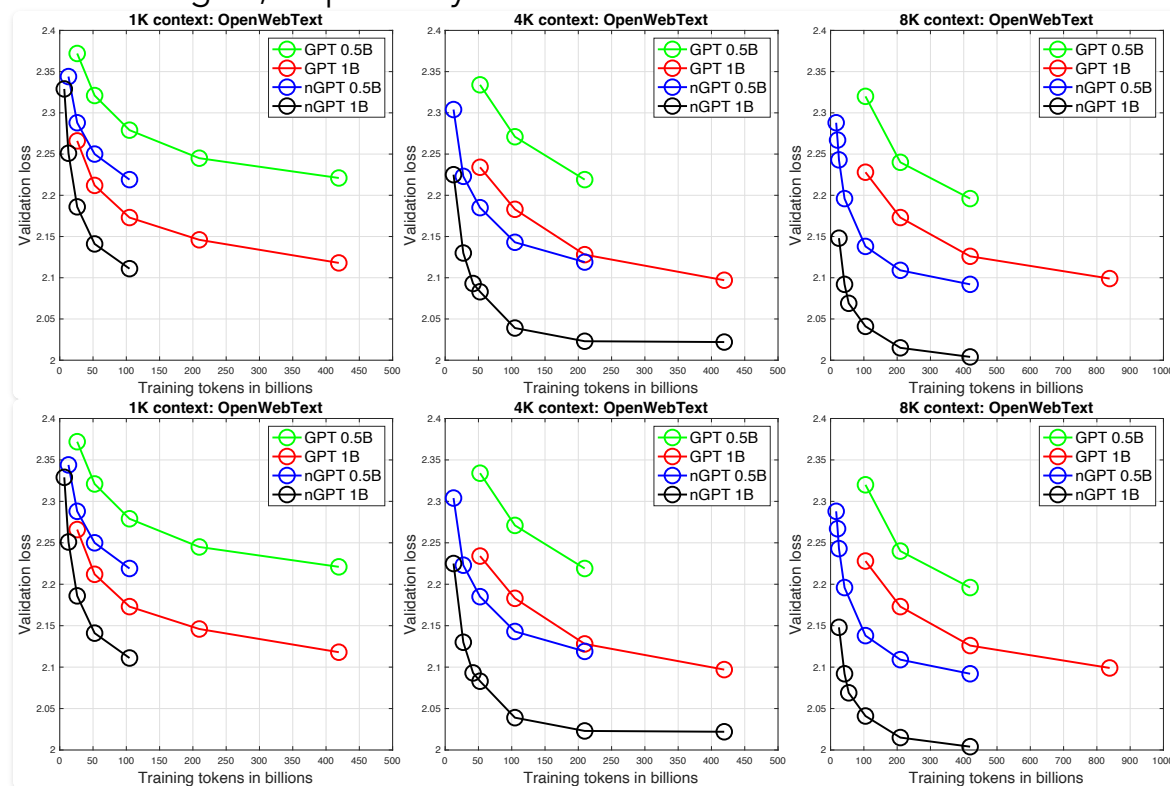 1K context: OpenWebText
4K context: OpenWebText
8K context: OpenWebText
2.4
2.35
2.3
2.25
2.2
2.15
2.1
2.05
2
Validation loss
GPT 0.5B
GPT 1B
nGPT 0.5B
nGPT 1B
0 50 100 150 200 250 300 350 400 450 500
Training tokens in billions
2.4
2.35
2.3
2.25
2.2
2.15
2.1
2.05
2
Validation loss
GPT 0.5B
GPT 1B
nGPT 0.5B
nGPT 1B
0 50 100 150 200 250 300 350 400 450 500
Training tokens in billions
2.4
2.35
2.3
2.25
2.2
2.15
2.1
2.05
2
Validation loss
GPT 0.5B
GPT 1B
nGPT 0.5B
nGPT 1B
0 100 200 300 400 500 600 700 800 900 1000
Training tokens in billions
1K context: OpenWebText
4K context: OpenWebText
8K context: OpenWebText
2.4
2.35
2.3
2.25
2.2
2.15
2.1
2.05
2
Validation loss
GPT 0.5B
GPT 1B
nGPT 0.5B
nGPT 1B
0 50 100 150 200 250 300 350 400 450 500
Training tokens in billions
2.4
2.35
2.3
2.25
2.2
2.15
2.1
2.05
2
Validation loss
GPT 0.5B
GPT 1B
nGPT 0.5B
nGPT 1B
0 50 100 150 200 250 300 350 400 450 500
Training tokens in billions
2.4
2.35
2.3
2.25
2.2
2.15
2.1
2.05
2
Validation loss
GPT 0.5B
GPT 1B
nGPT 0.5B
nGPT 1B
0 100 200 300 400 500 600 700 800 900 1000
Training tokens in billions